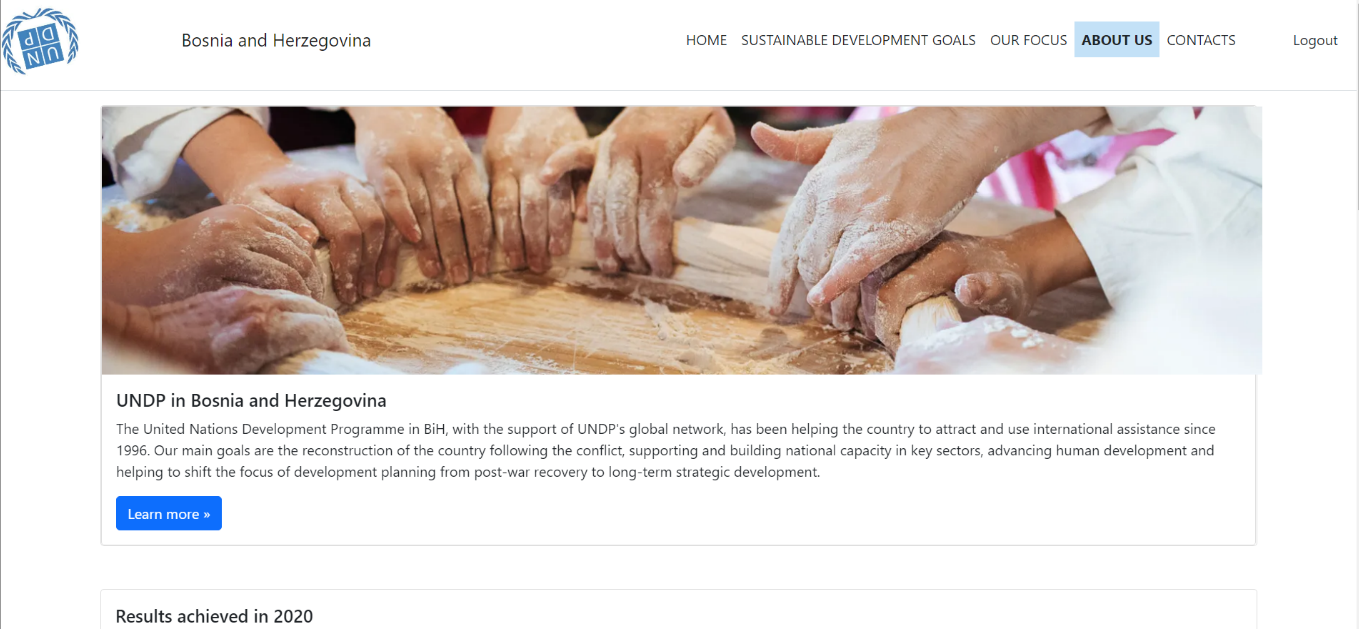 UN
DP
Bosnia and Herzegovina
HOME SUSTAINABLE DEVELOPMENT GOALS OUR FOCUS ABOUT US CONTACTS Logout
UNDP in Bosnia and Herzegovina
The United Nations Development Programme in BiH, with the support of UNDP's global network, has been helping the country to attract and use international assistance since
1996. Our main goals are the reconstruction of the country following the conflict, supporting and building national capacity in key sectors, advancing human development and
helping to shift the focus of development planning from post-war recovery to long-term strategic development.
Learn more »
Results achieved in 2020